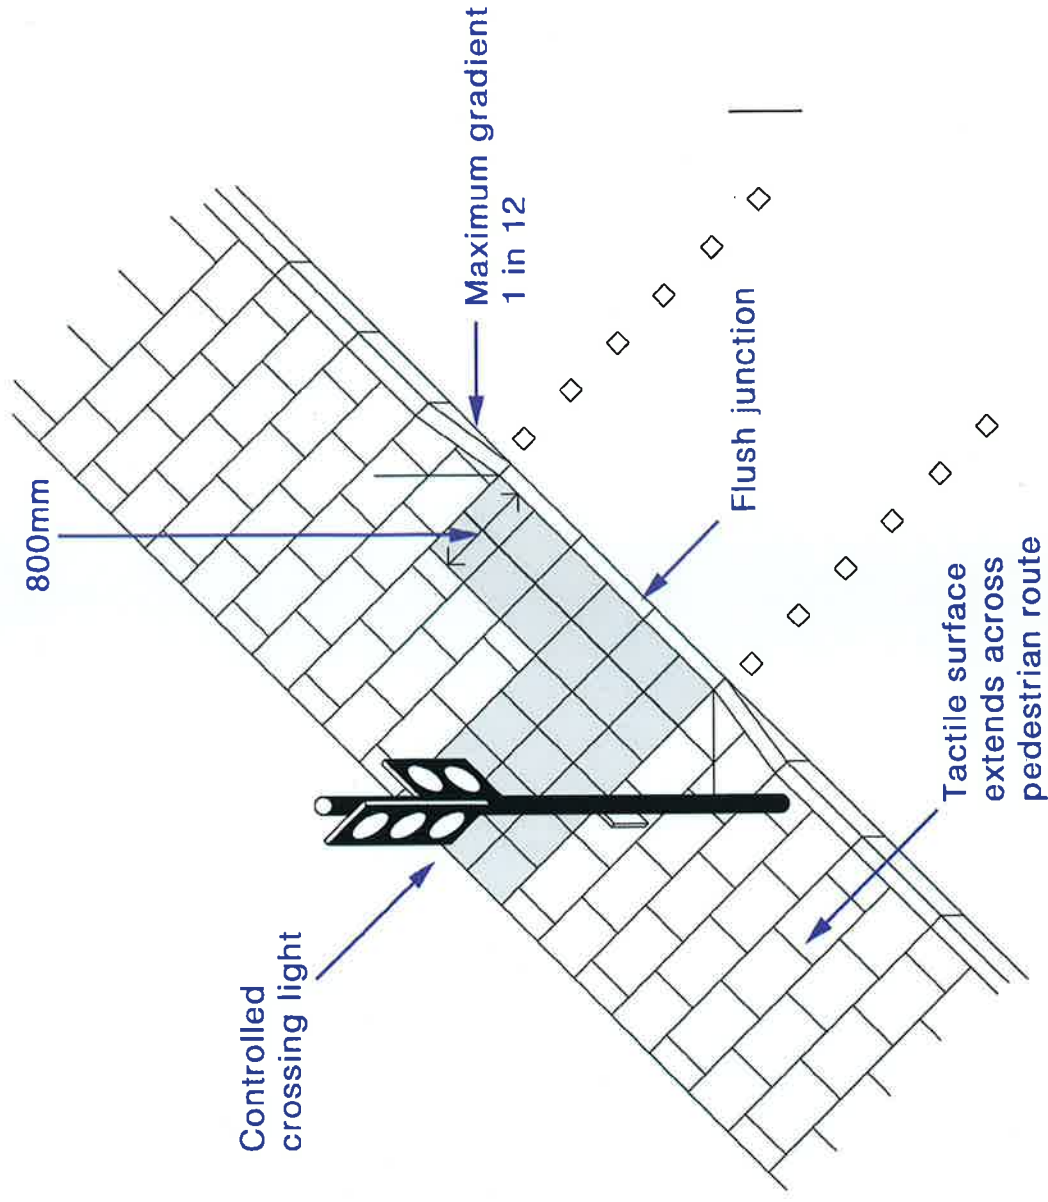 Controlled
crossing light
800mm
Maximum gradient
1 in 12
Flush junction
Tactile surface
extends across
pedestrian route